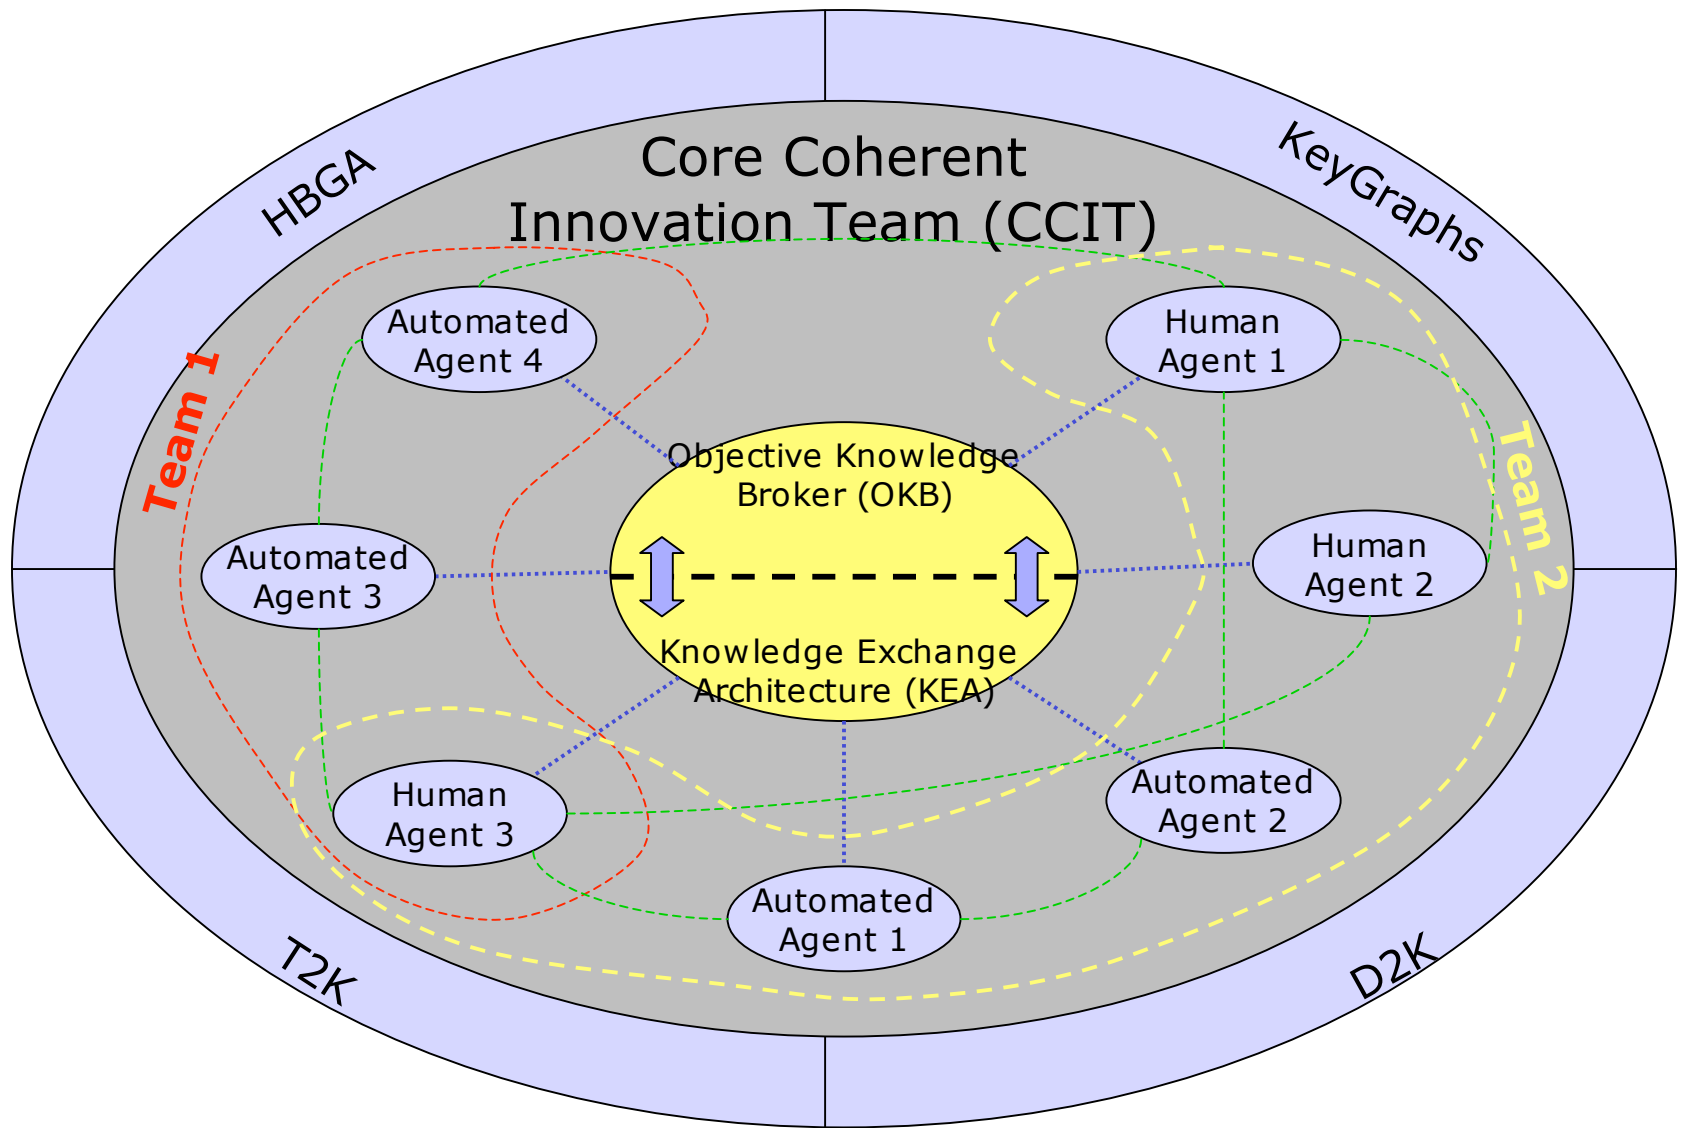 Core Coherent
Innovation Team (CCIT)
HBGA
KeyGraphs
Team 1
Team 2
Automated
Agent 4
Human
Agent 1
Objective Knowledge
Broker (OKB)
Automated
Agent 3
Human
Agent 2
Knowledge Exchange
Architecture (KEA)
Human
Agent 3
Automated
Agent 2
Automated
Agent 1
T2K
D2K